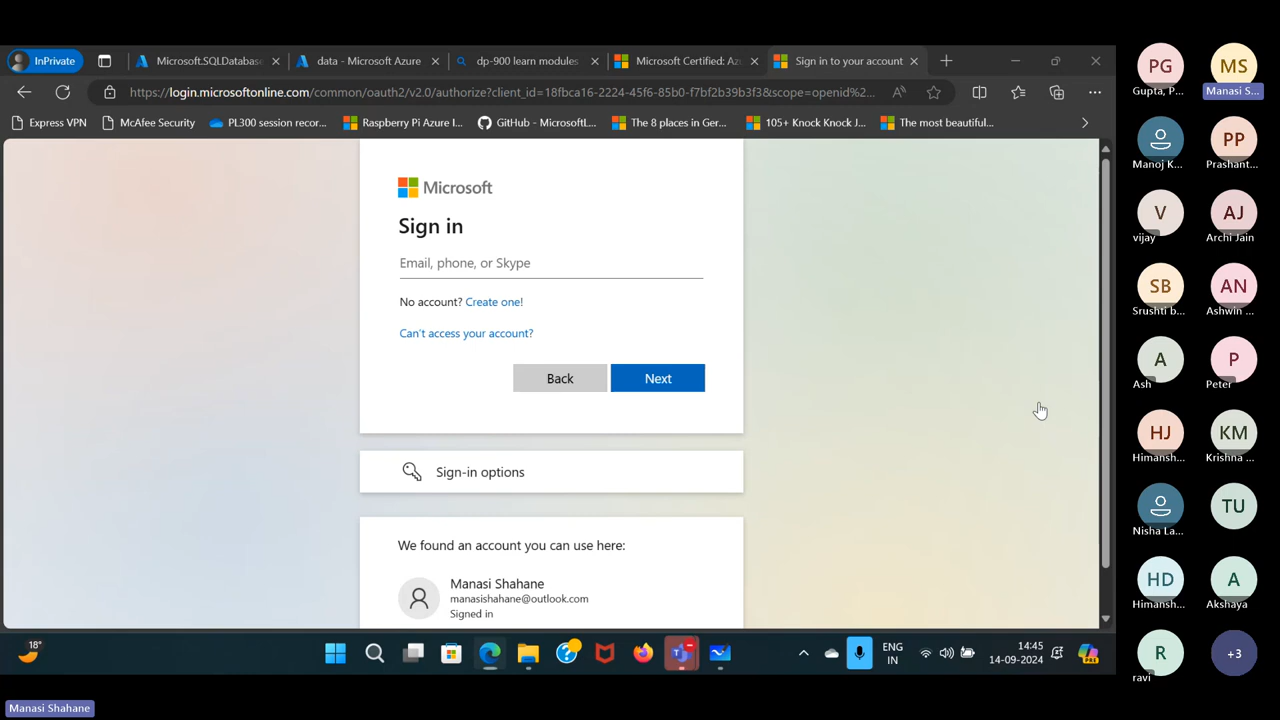 InPrivate
Microsoft.SQLDataba
data - Microsoft Azure
dp-900 learn modules
Microsoft Certified: Az
Sign in to your account
https://login.microsoftonline.com/common/oauth2/v2.0/authorize?client_id=18fbca16-2224-45f6-85b0-f7bf2b39b3f3&scope=openid%2...
Express VPN
McAfee Security
PL300 session recor...
Raspberry Pi Azure I...
GitHub - MicrosoftL...
The 8 places in Ger...
105+ Knock Knock J...
The most beautiful...
Microsoft
Sign in
Email, phone, or Skype
No account? Create one!
Can't access your account?
Back
Next
Sign-in options
We found an account you can use here:
Manasi Shahane
manasishahane@outlook.com
Signed in
18°
ENG
IN
14:45
14-09-2024
PRE
Manasi Shahane
PG
Gupta, P...
MS
Manasi S...
Manoj K...
PP
Prashant...
V
vijay
AJ
Archi Jain
SB
Srushti b...
AN
Ashwin ...
A
Ash
P
Peter
HJ
Himansh...
KM
Krishna ...
Nisha La...
TU
HD
Himansh...
A
Akshaya
R
ravi
+3